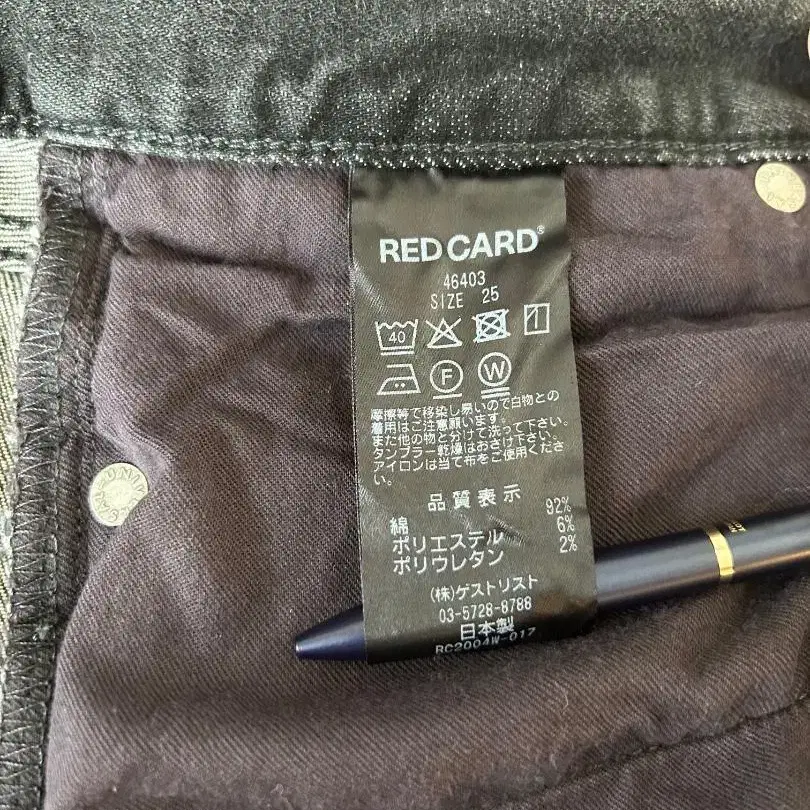 RED CARD®
46403
SIZE 25
40
F W
摩擦等で移染し易いので白物との
着用はご注意願います。
また他の物と分けて洗って下さい。
タンブラー乾燥はおさけ下さい。
アイロンは当て布をご使用くださ
い。
品質表示
綿 92%
ポリエステル 6%
ポリウレタン 2%
(株)ゲストリスト
03-5728-8788
日本製
RC2004W-017